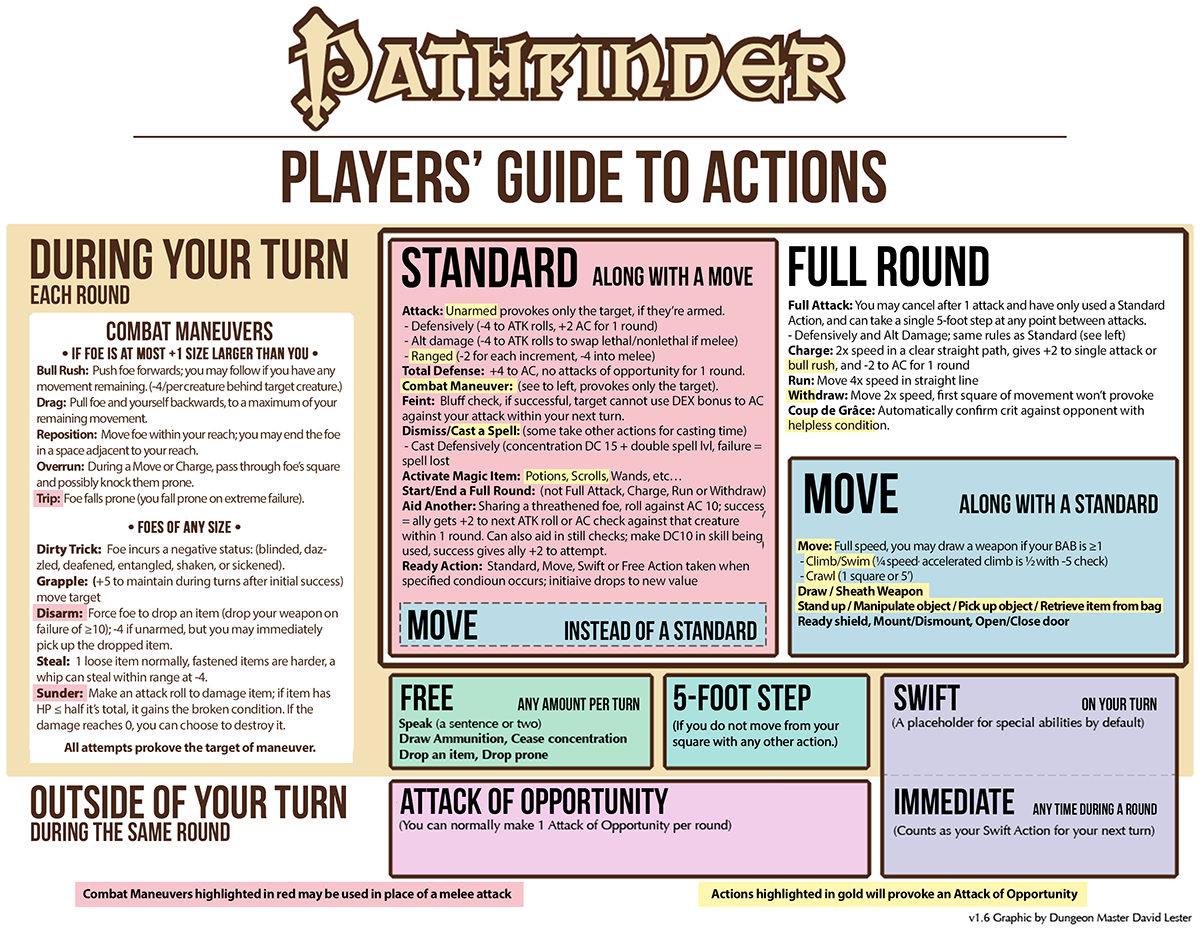 PATHFINDER
PLAYERS' GUIDE TO ACTIONS
DURING YOUR TURN
EACH ROUND
COMBAT MANEUVERS
• IF FOE IS AT MOST +1 SIZE LARGER THAN YOU •
Bull Rush: Push foe forwards; you may follow if you have any
movement remaining. (-4/per creature behind target creature.)
Drag: Pull foe and yourself backwards, to a maximum of your
remaining movement.
Reposition: Move foe within your reach; you may end the foe
in a space adjacent to your reach.
Overrun: During a Move or Charge, pass through foe's square
and possibly knock them prone.
Trip: Foe falls prone (you fall prone on extreme failure).
• FOES OF ANY SIZE •
Dirty Trick: Foe incurs a negative status: (blinded, daz-
zled, deafened, entangled, shaken, or sickened).
Grapple: (+5 to maintain during turns after initial success)
move target
Disarm: Force foe to drop an item (drop your weapon on
failure of ≥10); -4 if unarmed, but you may immediately
pick up the dropped item.
Steal: 1 loose item normally, fastened items are harder, a
whip can steal within range at -4.
Sunder: Make an attack roll to damage item; if item has
HP ≤ half it's total, it gains the broken condition. If the
damage reaches 0, you can choose to destroy it.
All attempts prokove the target of maneuver.
STANDARD ALONG WITH A MOVE
Attack: Unarmed provokes only the target, if they're armed.
- Defensively (-4 to ATK rolls, +2 AC for 1 round)
- Alt damage (-4 to ATK rolls to swap lethal/nonlethal if melee)
- Ranged (-2 for each increment, -4 into melee)
Total Defense: +4 to AC, no attacks of opportunity for 1 round.
Combat Maneuver: (see to left, provokes only the target).
Feint: Bluff check, if successful, target cannot use DEX bonus to AC
against your attack within your next turn.
Dismiss/Cast a Spell: (some take other actions for casting time)
- Cast Defensively (concentration DC 15 + double spell lvl, failure =
spell lost
Activate Magic Item: Potions, Scrolls, Wands, etc…
Start/End a Full Round: (not Full Attack, Charge, Run or Withdraw)
Aid Another: Sharing a threathened foe, roll against AC 10; success
= ally gets +2 to next ATK roll or AC check against that creature
within 1 round. Can also aid in still checks; make DC10 in skill being
used, success gives ally +2 to attempt.
Ready Action: Standard, Move, Swift or Free Action taken when
specified condioun occurs; initiaive drops to new value
MOVE INSTEAD OF A STANDARD
FULL ROUND
Full Attack: You may cancel after 1 attack and have only used a Standard
Action, and can take a single 5-foot step at any point between attacks.
- Defensively and Alt Damage; same rules as Standard (see left)
Charge: 2x speed in a clear straight path, gives +2 to single attack or
bull rush, and -2 to AC for 1 round
Run: Move 4x speed in straight line
Withdraw: Move 2x speed, first square of movement won't provoke
Coup de Grâce: Automatically confirm crit against opponent with
helpless condition.
MOVE ALONG WITH A STANDARD
Move: Full speed, you may draw a weapon if your BAB is ≥1
- Climb/Swim (¼ speed- accelerated climb is ½ with -5 check)
- Crawl (1 square or 5')
Draw / Sheath Weapon
Stand up / Manipulate object / Pick up object / Retrieve item from bag
Ready shield, Mount/Dismount, Open/Close door
FREE ANY AMOUNT PER TURN
Speak (a sentence or two)
Draw Ammunition, Cease concentration
Drop an item, Drop prone
5-FOOT STEP
(If you do not move from your
square with any other action.)
SWIFT ON YOUR TURN
(A placeholder for special abilities by default)
OUTSIDE OF YOUR TURN
DURING THE SAME ROUND
ATTACK OF OPPORTUNITY
(You can normally make 1 Attack of Opportunity per round)
IMMEDIATE ANY TIME DURING A ROUND
(Counts as your Swift Action for your next turn)
Combat Maneuvers highlighted in red may be used in place of a melee attack
Actions highlighted in gold will provoke an Attack of Opportunity
v1.6 Graphic by Dungeon Master David Lester